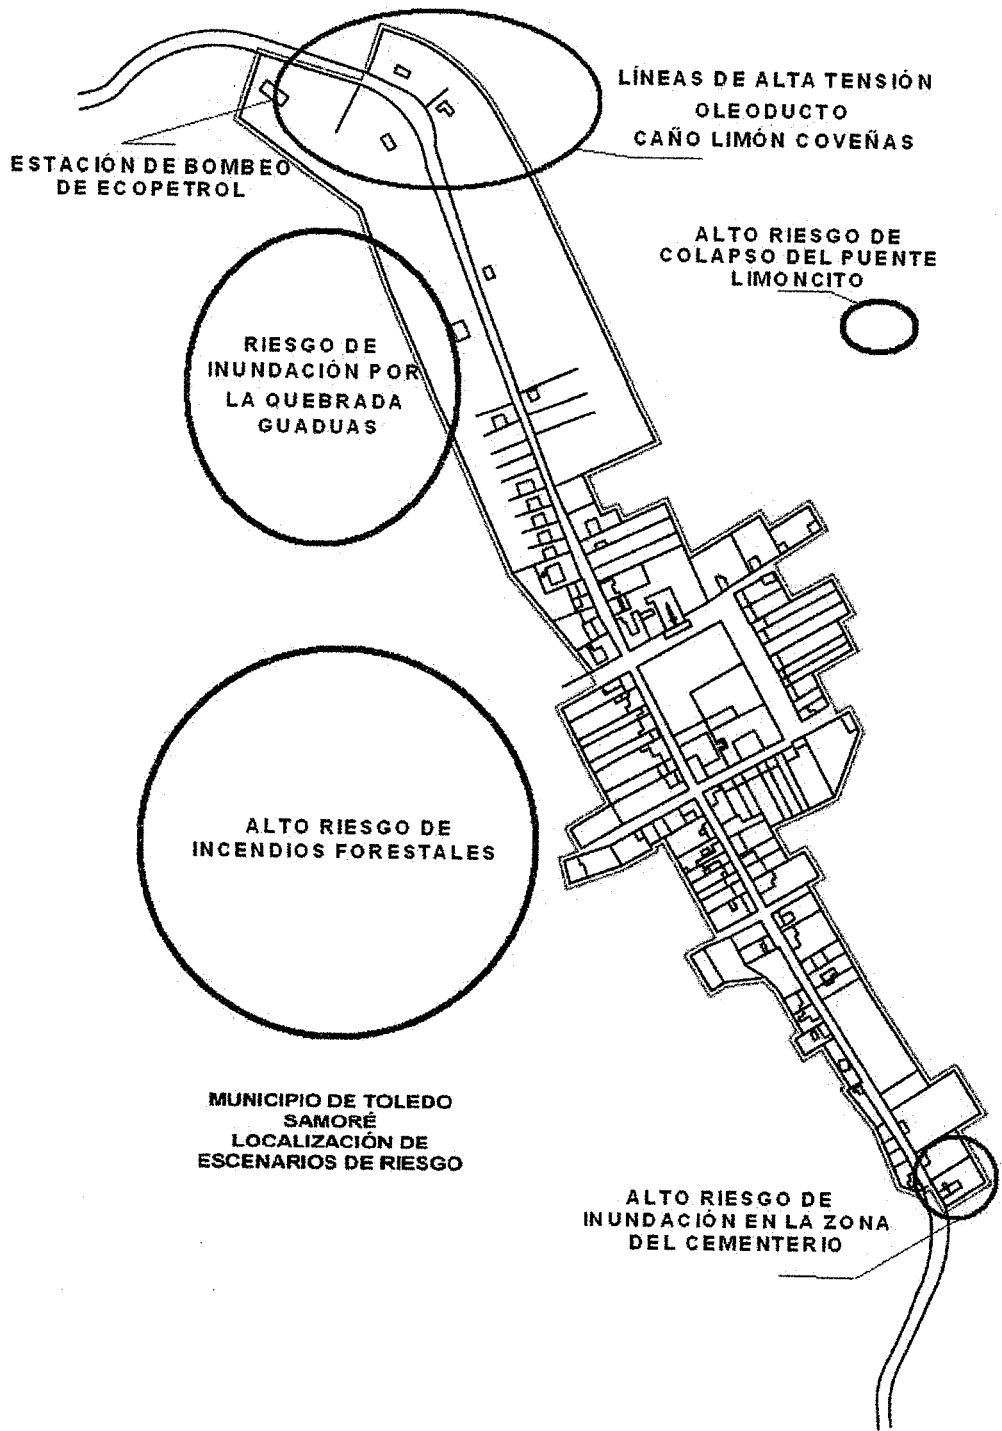 LÍNEAS DE ALTA TENSIÓN
OLEODUCTO
CAÑO LIMÓN COVEÑAS
ESTACIÓN DE BOMBEO
DE ECOPETROL
ALTO RIESGO DE
COLAPSO DEL PUENTE
LIMONCITO
RIESGO DE
INUNDACIÓN POR
LA QUEBRADA
GUADUAS
ALTO RIESGO DE
INCENDIOS FORESTALES
MUNICIPIO DE TOLEDO
SAMORÉ
LOCALIZACIÓN DE
ESCENARIOS DE RIESGO
ALTO RIESGO DE
INUNDACIÓN EN LA ZONA
DEL CEMENTERIO